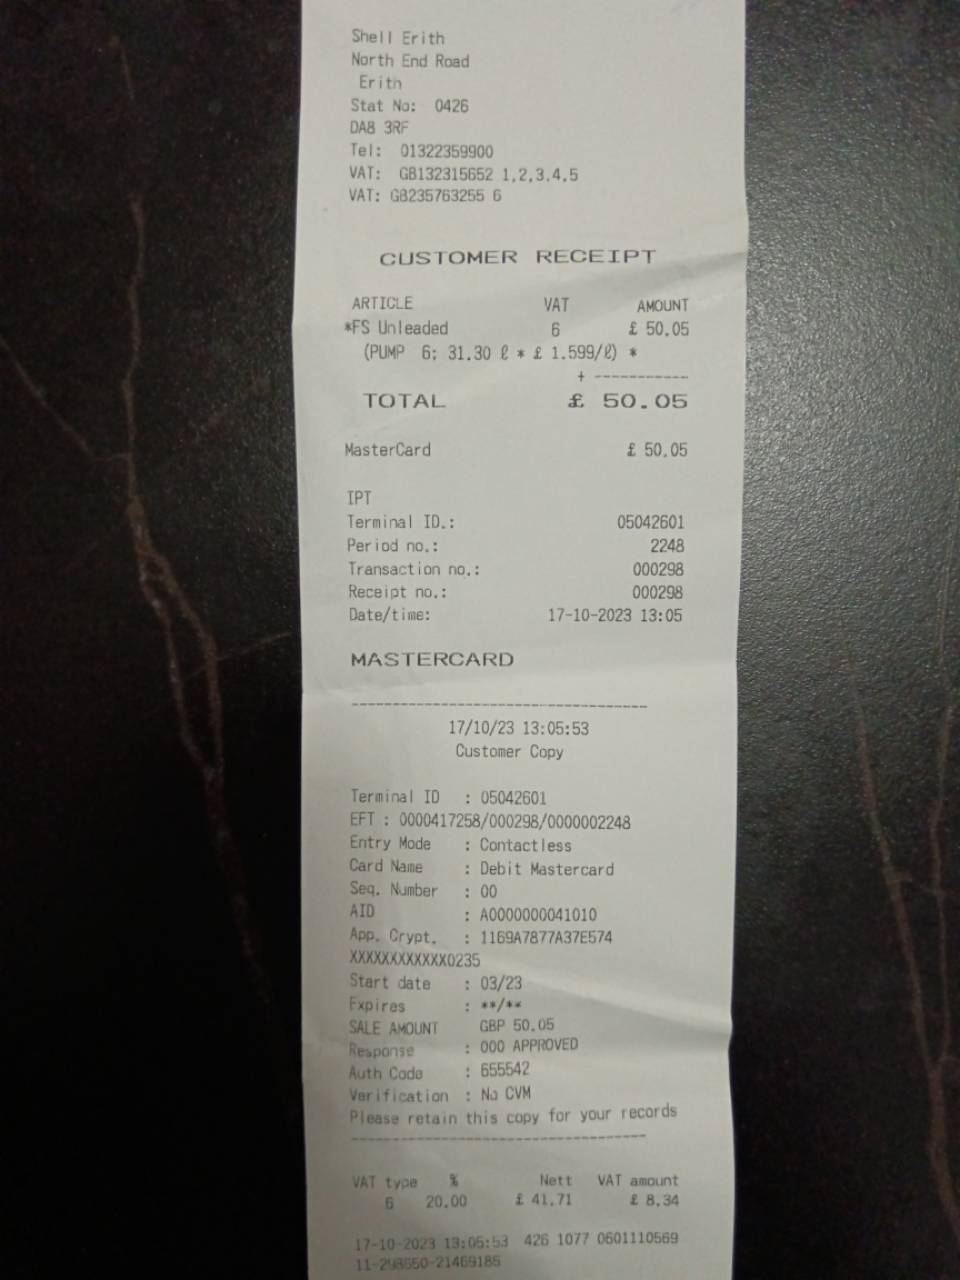 Shell Erith
North End Road
Erith
Stat No: 0426
DA8 3RF
Tel: 01322359900
VAT: GB132315652 1,2,3,4,5
VAT: GB235763255 6
CUSTOMER RECEIPT
ARTICLE VAT AMOUNT
*FS Unleaded 6 £ 50.05
(PUMP 6; 31.30 ℓ * £ 1.599/ℓ) *
+ -----------
TOTAL £ 50.05
MasterCard £ 50.05
IPT
Terminal ID.: 05042601
Period no.: 2248
Transaction no.: 000298
Receipt no.: 000298
Date/time: 17-10-2023 13:05
MASTERCARD
------------------------------------
17/10/23 13:05:53
Customer Copy
Terminal ID : 05042601
EFT : 0000417258/000298/0000002248
Entry Mode : Contactless
Card Name : Debit Mastercard
Seq. Number : 00
AID : A0000000041010
App. Crypt. : 1169A7877A37E574
XXXXXXXXXXXX0235
Start date : 03/23
Expires : **/**
SALE AMOUNT GBP 50.05
Response : 000 APPROVED
Auth Code : 655542
Verification : No CVM
Please retain this copy for your records
------------------------------------
VAT type % Nett VAT amount
6 20.00 £ 41.71 £ 8.34
17-10-2023 13:05:53 426 1077 0601110569
11-298650-21469185